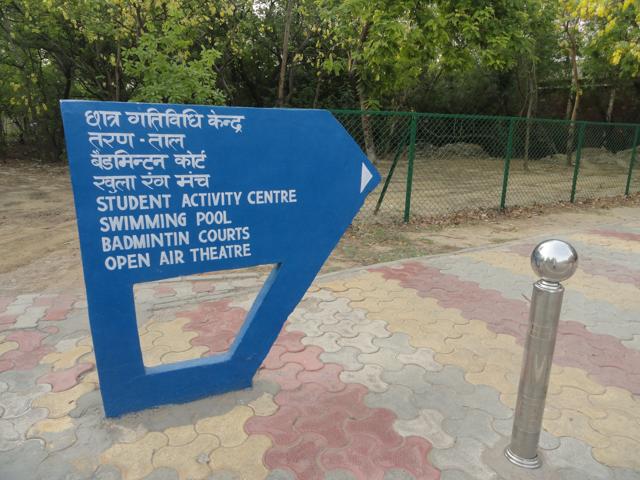 छात्र गतिविधि केन्द्र
तरण - ताल
बैडमिन्टन कोर्ट
खुला रंग मंच
STUDENT ACTIVITY CENTRE
SWIMMING POOL
BADMINTIN COURTS
OPEN AIR THEATRE